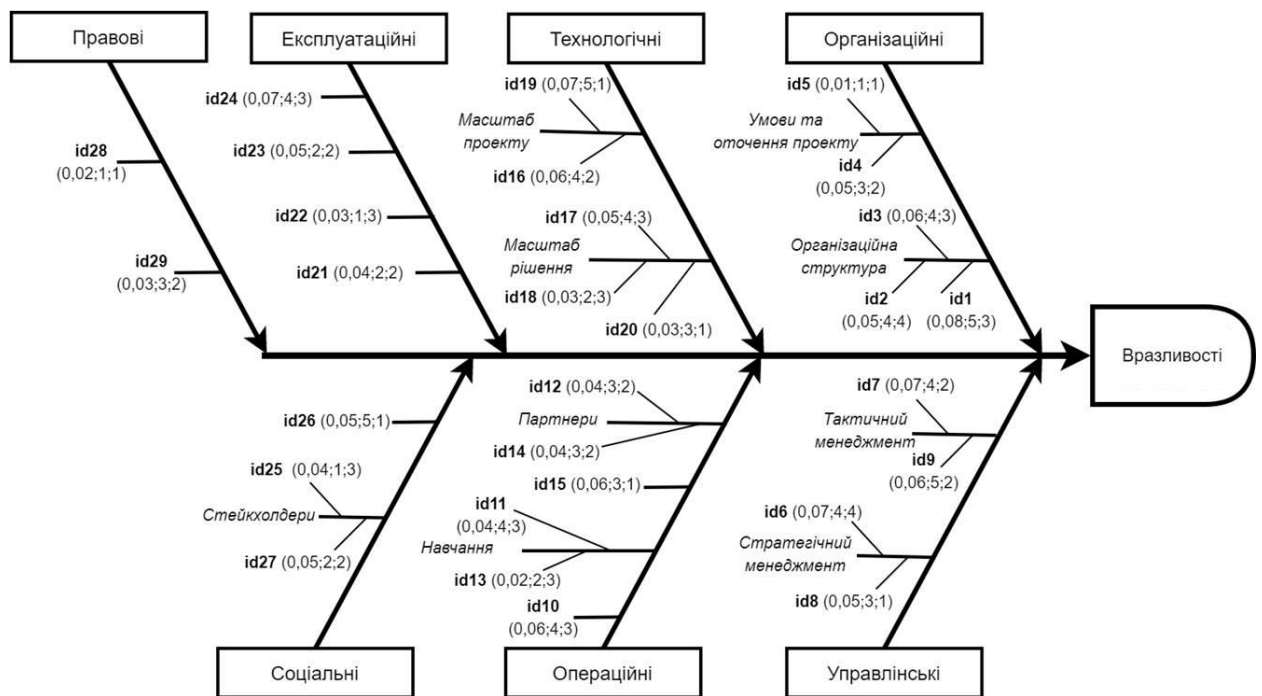 Правові
Експлуатаційні
Технологічні
Організаційні
id28
(0,02;1;1)
id29
(0,03;3;2)
id24 (0,07;4;3)
id23 (0,05;2;2)
id22 (0,03;1;3)
id21 (0,04;2;2)
id19 (0,07;5;1)
Масштаб
проекту
id16 (0,06;4;2)
id17 (0,05;4;3)
Масштаб
рішення
id18 (0,03;2;3)
id20 (0,03;3;1)
id5 (0,01;1;1)
Умови та
оточення проекту
id4
(0,05;3;2)
id3 (0,06;4;3)
Організаційна
структура
id2
(0,05;4;4)
id1
(0,08;5;3)
Вразливості
id26 (0,05;5;1)
id25 (0,04;1;3)
Стейкхолдери
id27 (0,05;2;2)
id12 (0,04;3;2)
Партнери
id14 (0,04;3;2)
id15 (0,06;3;1)
id11
(0,04;4;3)
Навчання
id13 (0,02;2;3)
id10
(0,06;4;3)
id7 (0,07;4;2)
Тактичний
менеджмент
id9
(0,06;5;2)
id6 (0,07;4;4)
Стратегічний
менеджмент
id8 (0,05;3;1)
Соціальні
Операційні
Управлінські